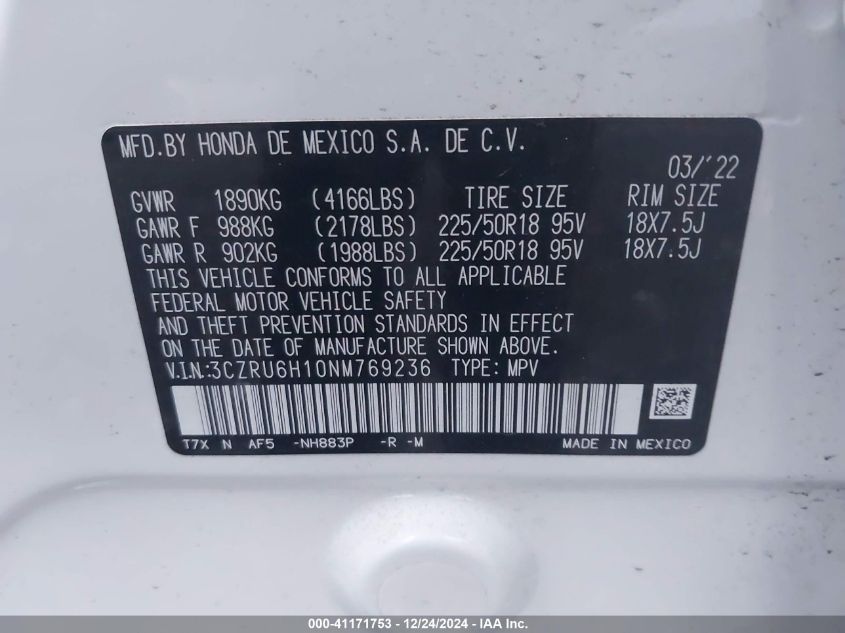 MFD.BY HONDA DE MEXICO S.A. DE C.V.
03/'22
GVWR 1890KG (4166LBS) TIRE SIZE RIM SIZE
GAWR F 988KG (2178LBS) 225/50R18 95V 18X7.5J
GAWR R 902KG (1988LBS) 225/50R18 95V 18X7.5J
THIS VEHICLE CONFORMS TO ALL APPLICABLE
FEDERAL MOTOR VEHICLE SAFETY
AND THEFT PREVENTION STANDARDS IN EFFECT
ON THE DATE OF MANUFACTURE SHOWN ABOVE.
V.I.N.:3CZRU6H10NM769236 TYPE: MPV
T7X N AF5 -NH883P -R -M MADE IN MEXICO
000-41171753 - 12/24/2024 - IAA Inc.